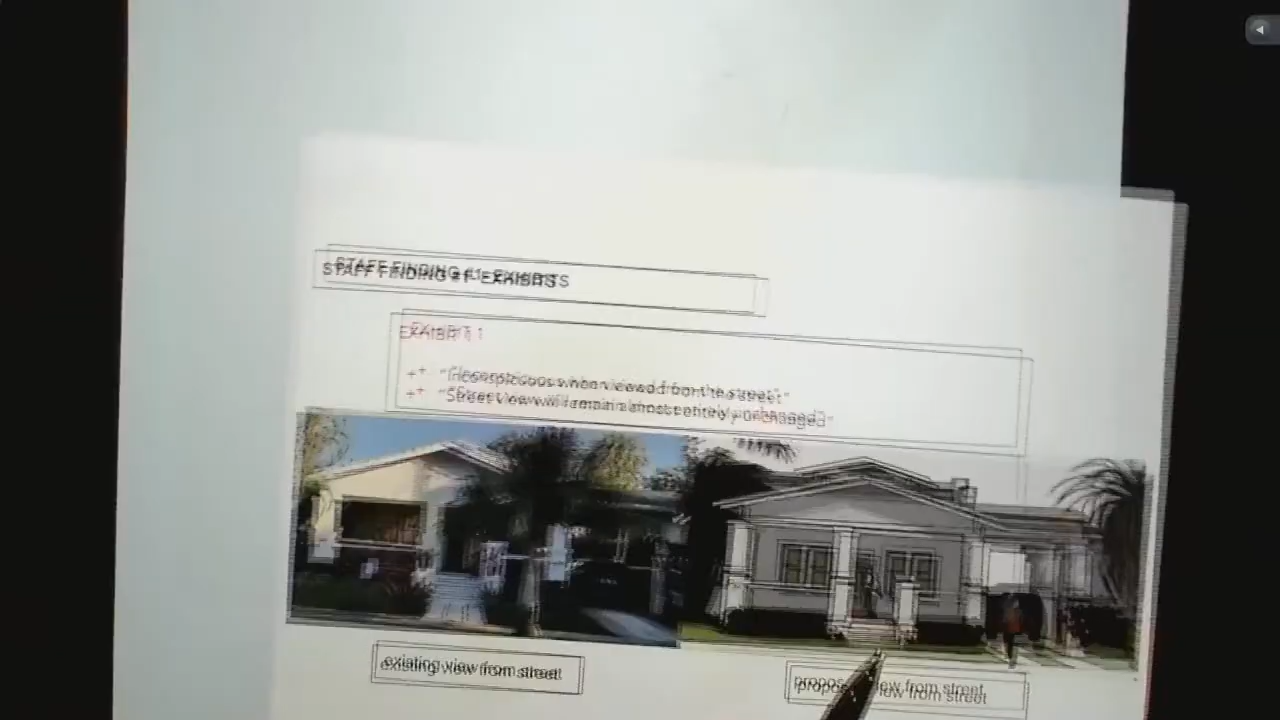 STAFF FINDING #1 EXHIBITS
EXHIBIT 1
++ "Inconspicuous when viewed from the street"
++ "Street view will remain almost entirely unchanged"
existing view from street
proposed view from street